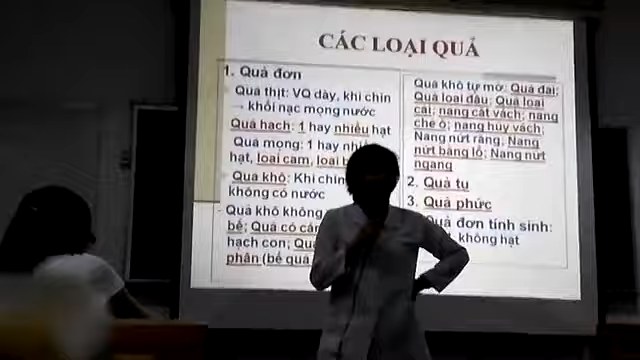 CÁC LOẠI QUẢ
1. Quả đơn
Quả thịt: VQ dày, khi chín
→ khối nạc mọng nước
Quả hạch: 1 hay nhiều hạt
Quả mọng: 1 hay
hạt, loại cam, loại
Quả khô: Khi chín
không có nước
Quả khô không
bế; Quả có
hạch con;
phân (bế quả
Quả khô tự mở: Quả đại;
Quả loại đậu; Quả loại
cải; nang cắt vách; nang
chẻ ô; nang hủy vách;
Nang nứt răng; Nang
nứt bằng lỗ; Nang nứt
ngang
2. Quả tụ
3. Quả phức
Quả đơn tính sinh:
không hạt